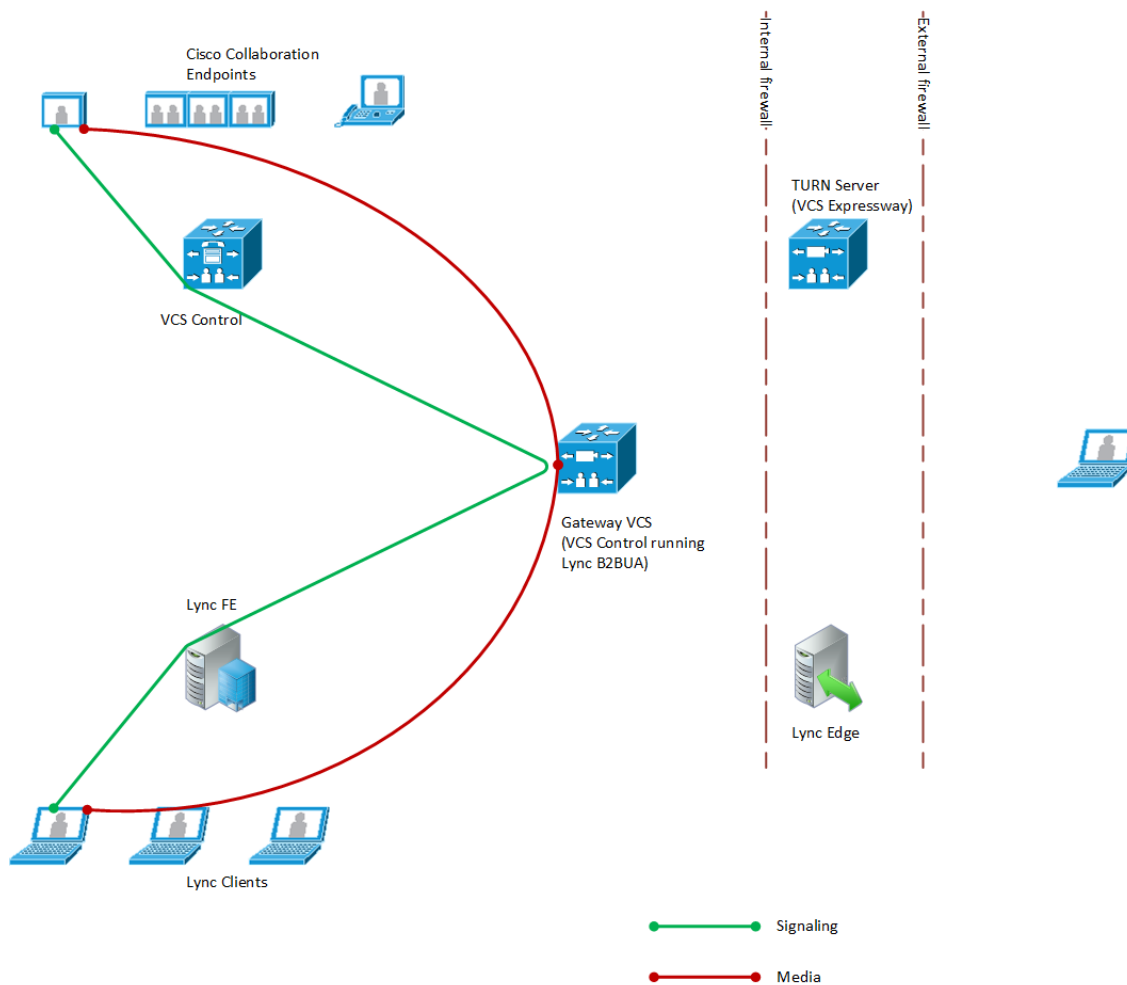 Cisco Collaboration
Endpoints
Internal firewall
External firewall
TURN Server
(VCS Expressway)
VCS Control
Gateway VCS
(VCS Control running
Lync B2BUA)
Lync FE
Lync Edge
Lync Clients
Signaling
Media